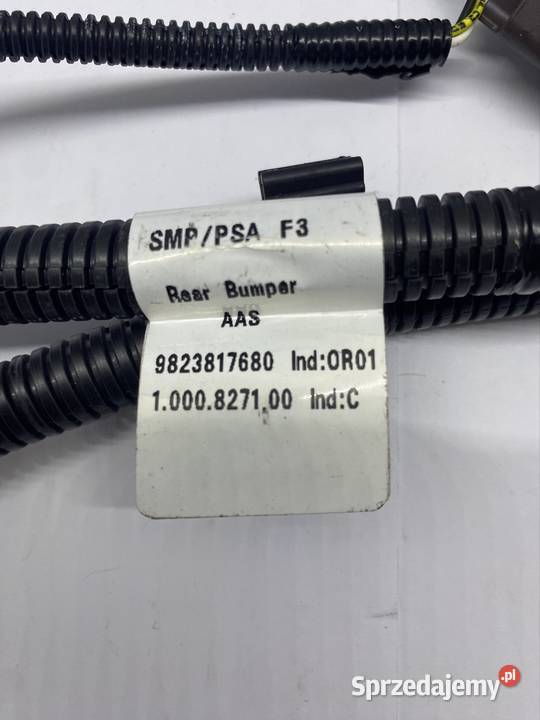 SMP/PSA F3
Rear Bumper
AAS
9823817680 Ind:OR01
1.000.8271.00 Ind:C
Sprzedajemy.pl